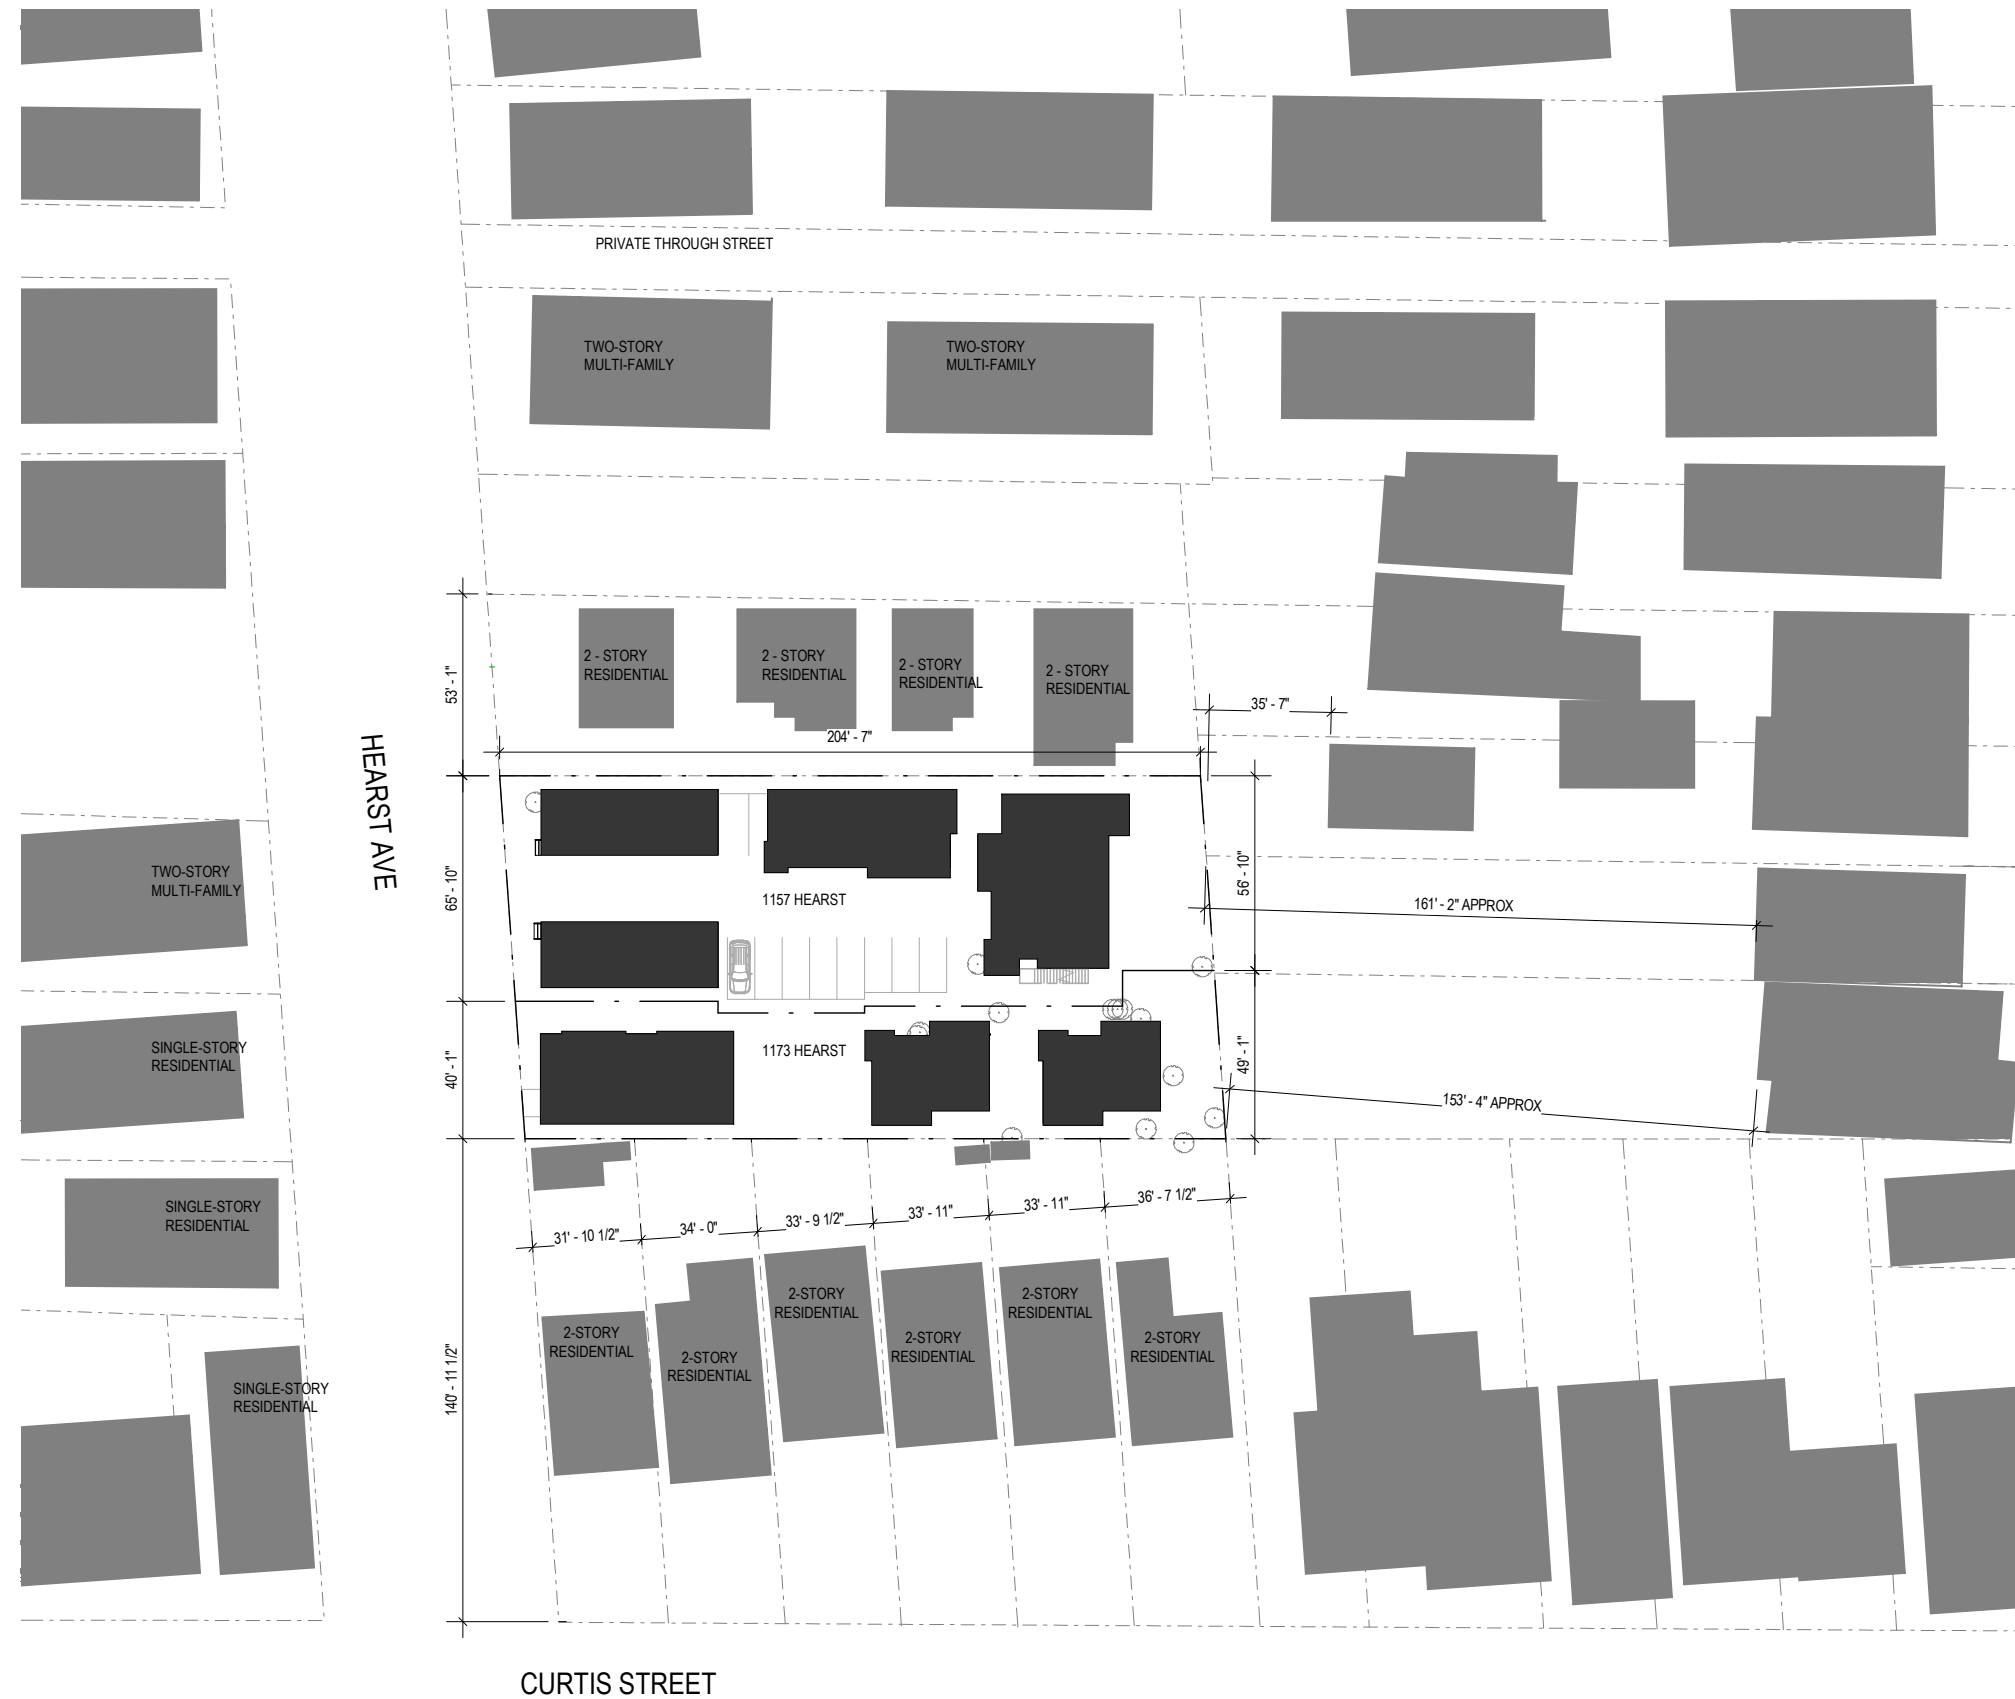 PRIVATE THROUGH STREET
TWO-STORY
MULTI-FAMILY
TWO-STORY
MULTI-FAMILY
53' - 1"
2 - STORY
RESIDENTIAL
2 - STORY
RESIDENTIAL
2 - STORY
RESIDENTIAL
2 - STORY
RESIDENTIAL
35' - 7"
204' - 7"
HEARST AVE
TWO-STORY
MULTI-FAMILY
65' - 10"
1157 HEARST
56' - 10"
161' - 2" APPROX
SINGLE-STORY
RESIDENTIAL
40' - 1"
1173 HEARST
49' - 1"
153' - 4" APPROX
SINGLE-STORY
RESIDENTIAL
31' - 10 1/2"
34' - 0"
33' - 9 1/2"
33' - 11"
33' - 11"
36' - 7 1/2"
140' - 11 1/2"
2-STORY
RESIDENTIAL
2-STORY
RESIDENTIAL
2-STORY
RESIDENTIAL
2-STORY
RESIDENTIAL
2-STORY
RESIDENTIAL
2-STORY
RESIDENTIAL
SINGLE-STORY
RESIDENTIAL
CURTIS STREET